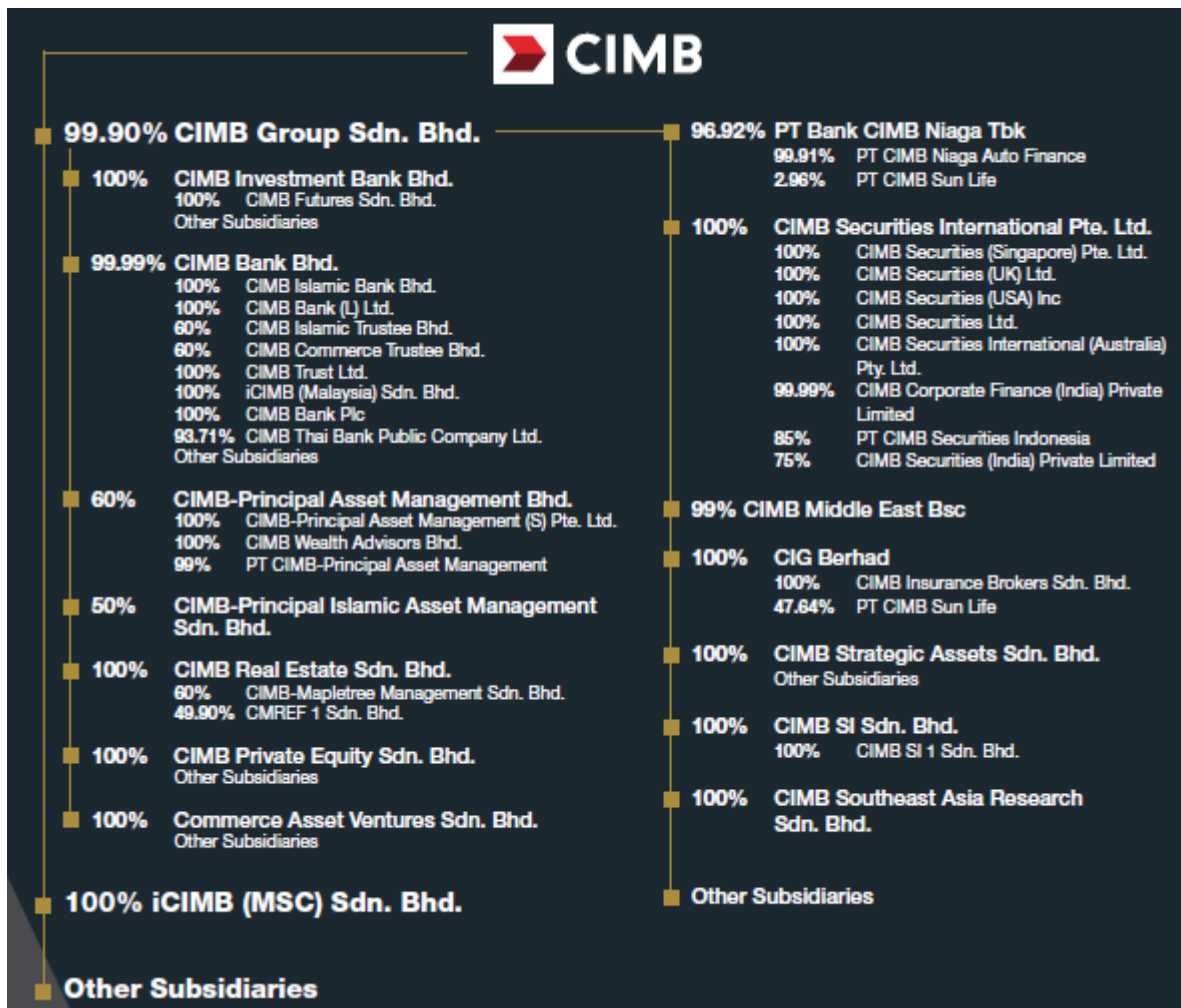 CIMB
99.90% CIMB Group Sdn. Bhd.
100% CIMB Investment Bank Bhd.
100% CIMB Futures Sdn. Bhd.
Other Subsidiaries
99.99% CIMB Bank Bhd.
100% CIMB Islamic Bank Bhd.
100% CIMB Bank (L) Ltd.
60% CIMB Islamic Trustee Bhd.
60% CIMB Commerce Trustee Bhd.
100% CIMB Trust Ltd.
100% iCIMB (Malaysia) Sdn. Bhd.
100% CIMB Bank Plc
93.71% CIMB Thai Bank Public Company Ltd.
Other Subsidiaries
60% CIMB-Principal Asset Management Bhd.
100% CIMB-Principal Asset Management (S) Pte. Ltd.
100% CIMB Wealth Advisors Bhd.
99% PT CIMB-Principal Asset Management
50% CIMB-Principal Islamic Asset Management
Sdn. Bhd.
100% CIMB Real Estate Sdn. Bhd.
60% CIMB-Mapletree Management Sdn. Bhd.
49.90% CMREF 1 Sdn. Bhd.
100% CIMB Private Equity Sdn. Bhd.
Other Subsidiaries
100% Commerce Asset Ventures Sdn. Bhd.
Other Subsidiaries
100% iCIMB (MSC) Sdn. Bhd.
Other Subsidiaries
96.92% PT Bank CIMB Niaga Tbk
99.91% PT CIMB Niaga Auto Finance
2.96% PT CIMB Sun Life
100% CIMB Securities International Pte. Ltd.
100% CIMB Securities (Singapore) Pte. Ltd.
100% CIMB Securities (UK) Ltd.
100% CIMB Securities (USA) Inc
100% CIMB Securities Ltd.
100% CIMB Securities International (Australia)
Pty. Ltd.
99.99% CIMB Corporate Finance (India) Private
Limited
85% PT CIMB Securities Indonesia
75% CIMB Securities (India) Private Limited
99% CIMB Middle East Bsc
100% CIG Berhad
100% CIMB Insurance Brokers Sdn. Bhd.
47.64% PT CIMB Sun Life
100% CIMB Strategic Assets Sdn. Bhd.
Other Subsidiaries
100% CIMB SI Sdn. Bhd.
100% CIMB SI 1 Sdn. Bhd.
100% CIMB Southeast Asia Research
Sdn. Bhd.
Other Subsidiaries